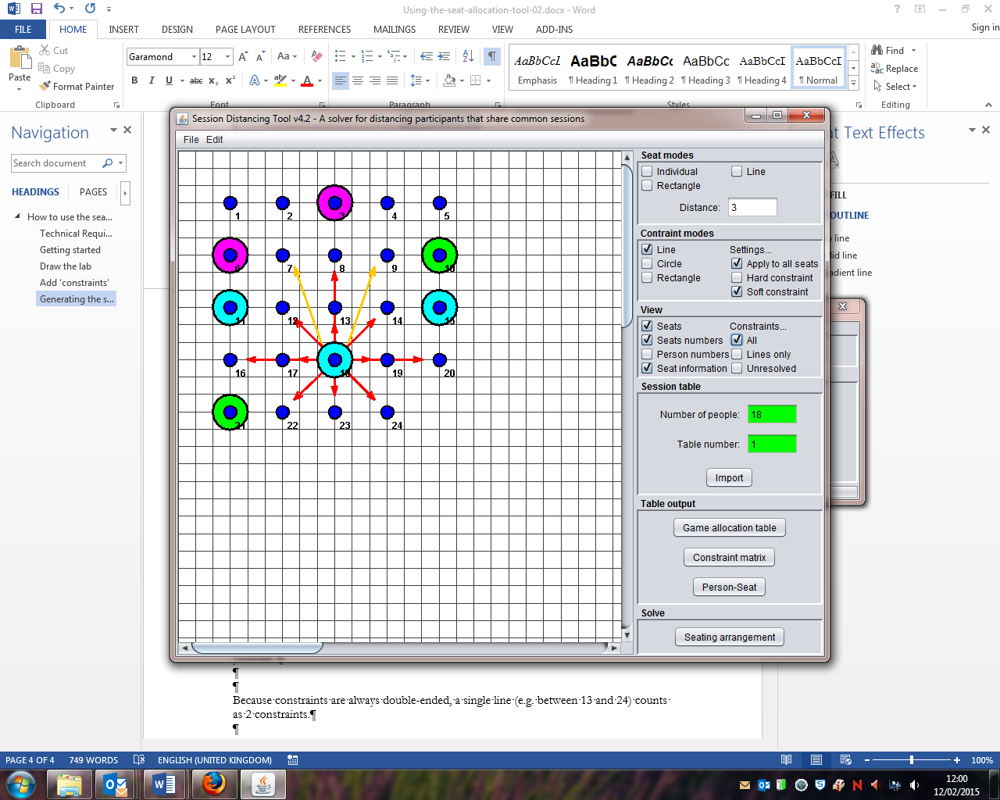 Using-the-seat-allocation-tool-02.docx - Word
FILE HOME INSERT DESIGN PAGE LAYOUT REFERENCES MAILINGS REVIEW VIEW ADD-INS Sign in
Paste
Cut
Copy
Format Painter
Clipboard
Garamond 12
Font
Paragraph
AaBbCcI AaBbC AaBbCc AaBbCc AaBbCcI AaBbCcI
Emphasis ¶ Heading 1 ¶ Heading 2 ¶ Heading 3 ¶ Heading 4 ¶ Normal
Styles
Find
Replace
Select
Editing
Navigation
Search document
HEADINGS PAGES
How to use the sea...
Technical Requi...
Getting started
Draw the lab
Add 'constraints'
Generating the s...
Session Distancing Tool v4.2 - A solver for distancing participants that share common sessions
File Edit
1 2 3 4 5
6 7 8 9 10
11 12 13 14 15
16 17 18 19 20
21 22 23 24
Seat modes
Individual Line
Rectangle
Distance: 3
Contraint modes
Line Settings...
Circle Apply to all seats
Rectangle Hard constraint
Soft constraint
View
Seats Constraints...
Seats numbers All
Person numbers Lines only
Seat information Unresolved
Session table
Number of people: 18
Table number: 1
Import
Table output
Game allocation table
Constraint matrix
Person-Seat
Solve
Seating arrangement
at Text Effects
FILL
OUTLINE
line
lid line
adient line
¶
¶
Because constraints are always double-ended, a single line (e.g. between 13 and 24) counts
as 2 constraints.¶
¶
PAGE 4 OF 4 749 WORDS ENGLISH (UNITED KINGDOM) 100%
12:00
12/02/2015